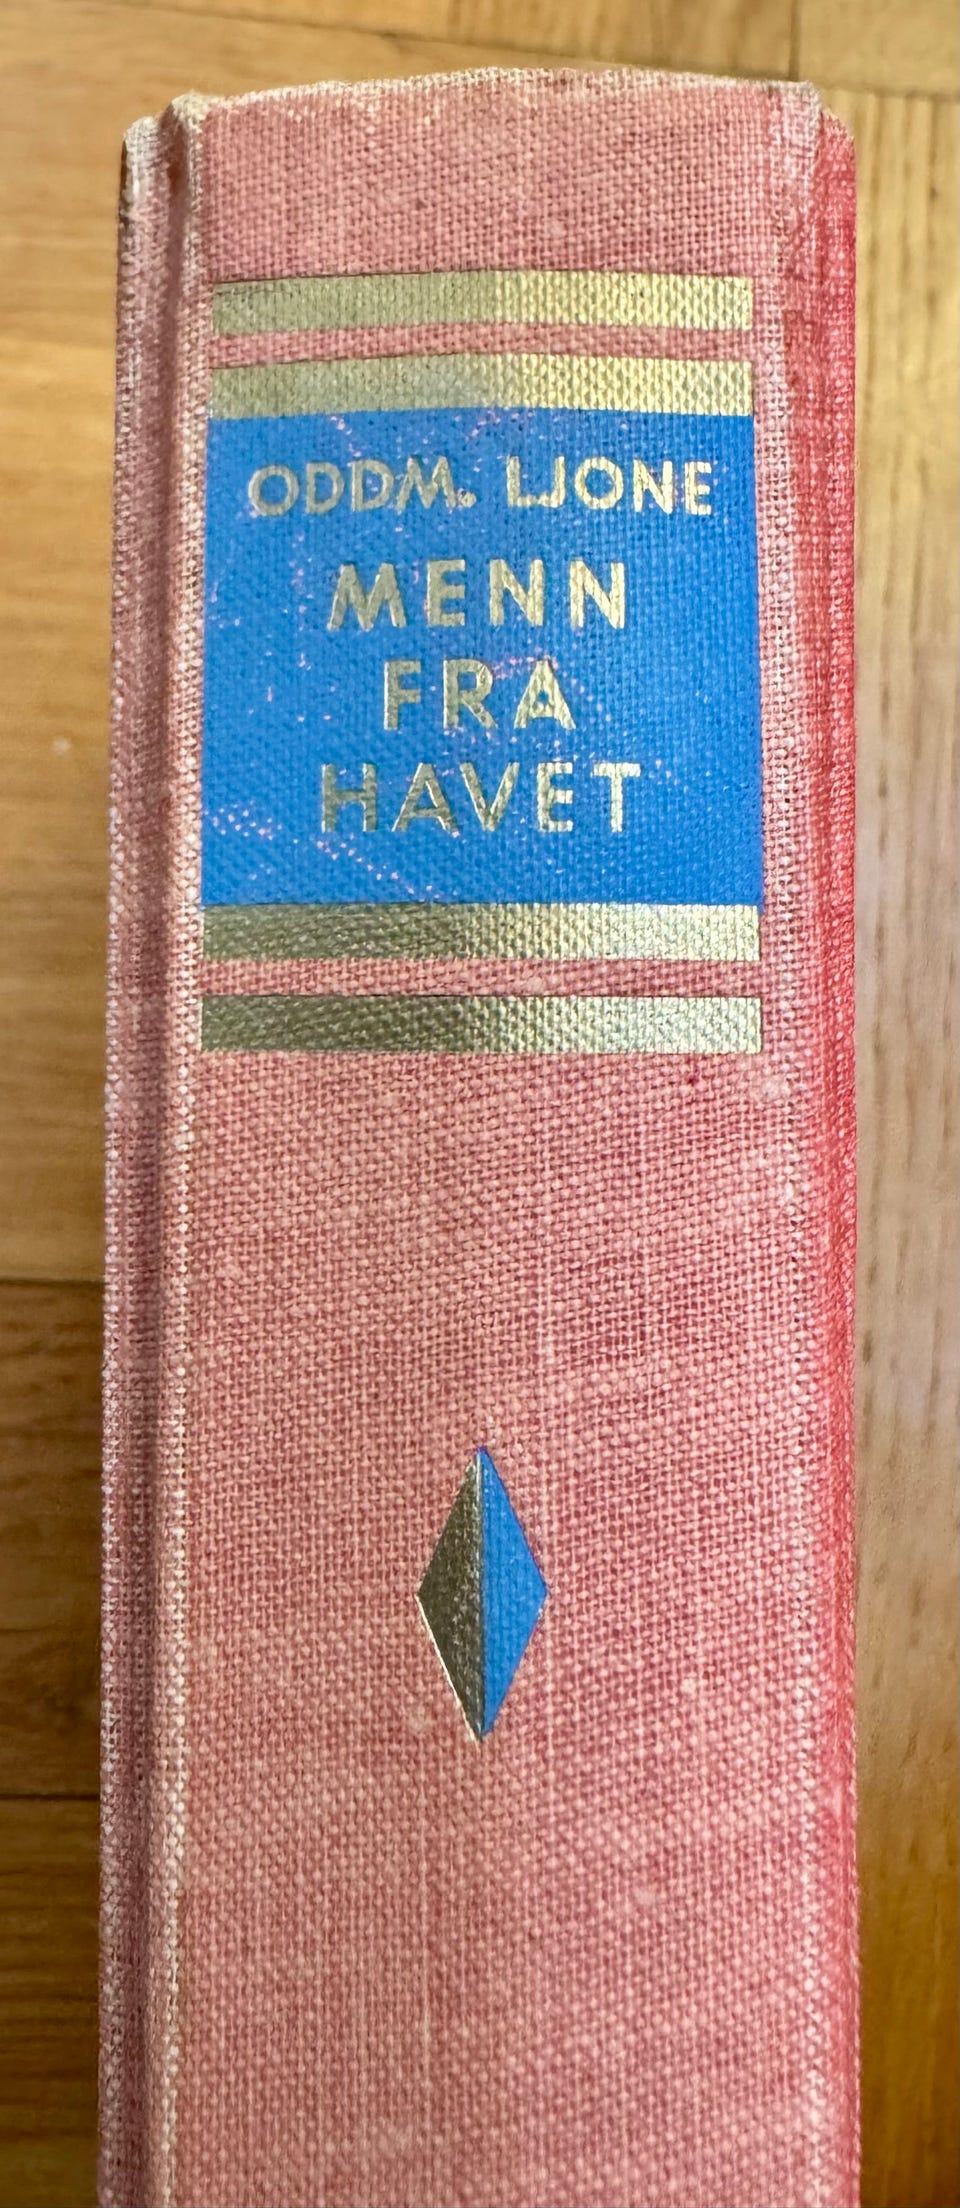 ODDM. LJONE
MENN
FRA
HAVET